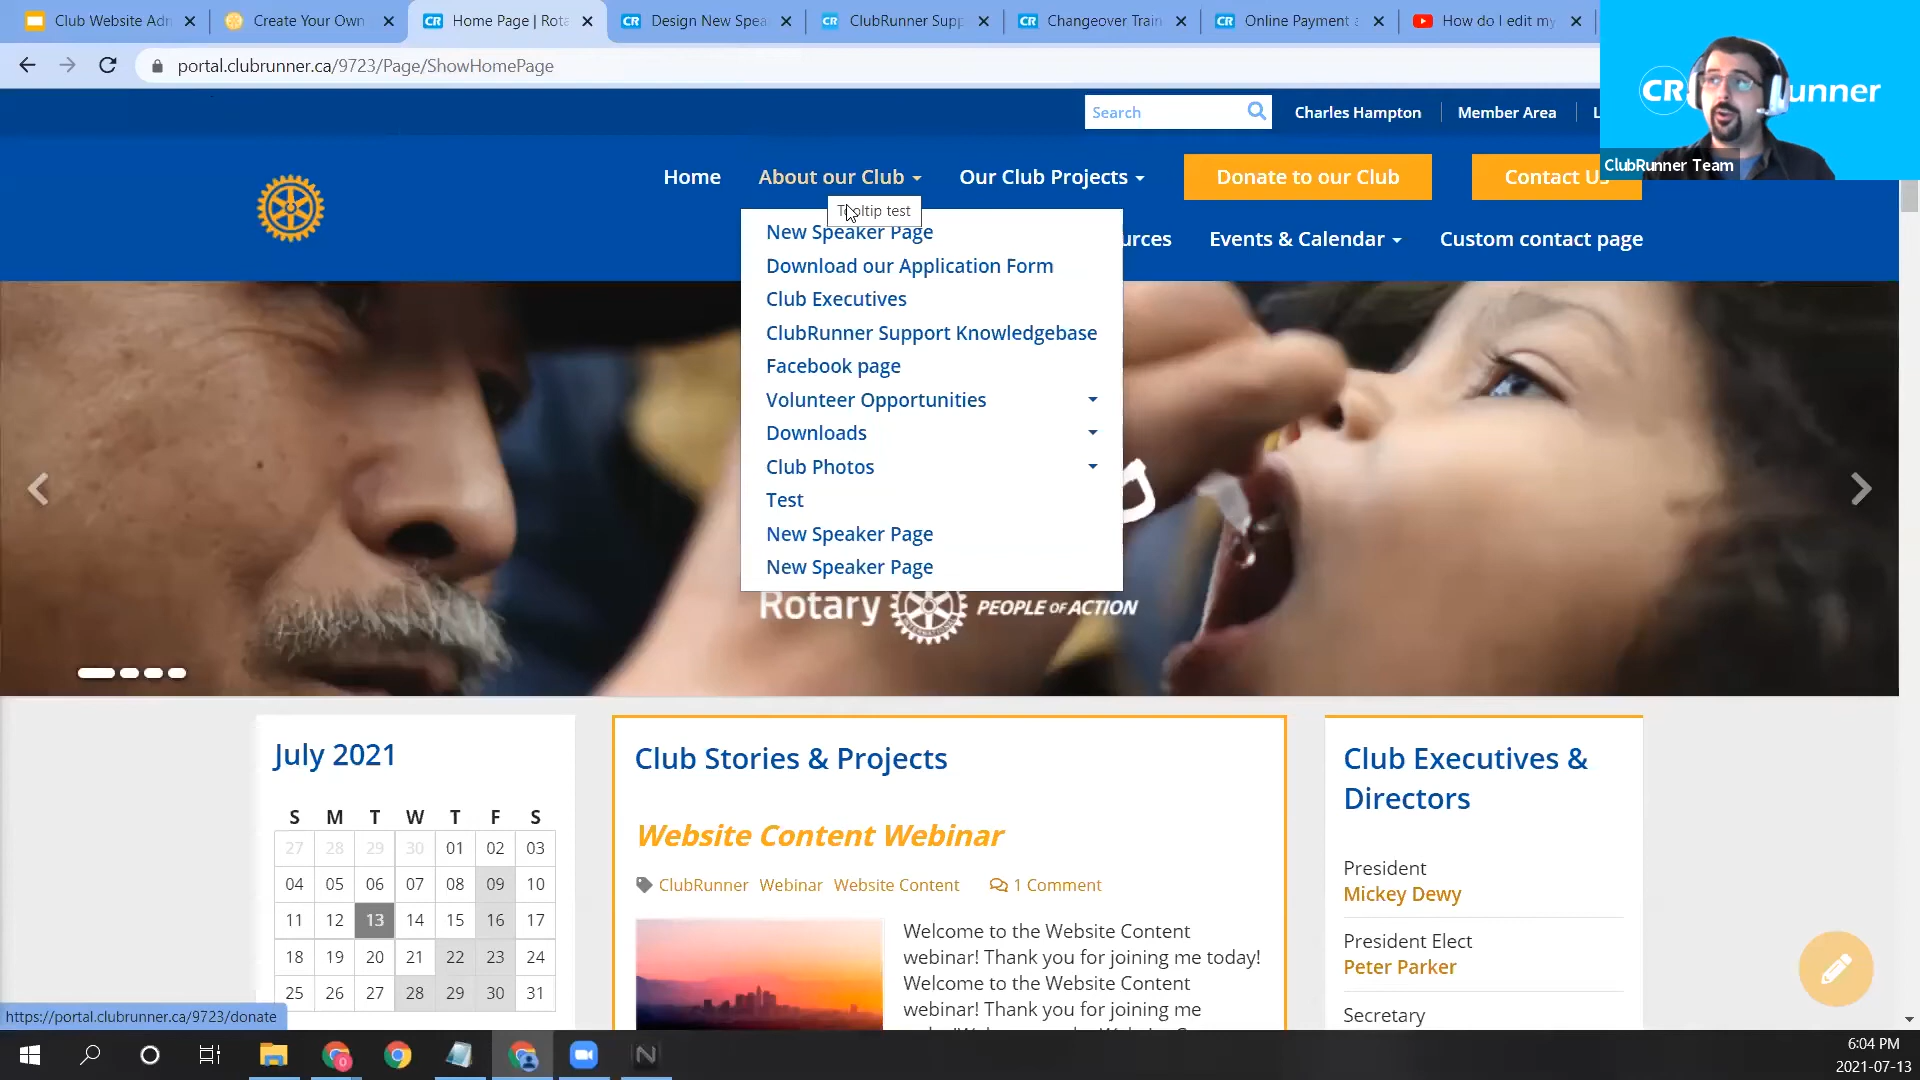 Club Website Adr
Create Your Own
Home Page | Rota
Design New Spea
ClubRunner Supp
Changeover Train
Online Payment a
How do I edit my
portal.clubrunner.ca/9723/Page/ShowHomePage
Search
Charles Hampton
Member Area
CR unner
ClubRunner Team
Home
About our Club
Our Club Projects
Donate to our Club
Contact Us
Tooltip test
urces
Events & Calendar
Custom contact page
New Speaker Page
Download our Application Form
Club Executives
ClubRunner Support Knowledgebase
Facebook page
Volunteer Opportunities
Downloads
Club Photos
Test
New Speaker Page
New Speaker Page
Rotary PEOPLE OF ACTION
July 2021
S M T W T F S
27 28 29 30 01 02 03
04 05 06 07 08 09 10
11 12 13 14 15 16 17
18 19 20 21 22 23 24
25 26 27 28 29 30 31
Club Stories & Projects
Website Content Webinar
ClubRunner Webinar Website Content 1 Comment
Welcome to the Website Content
webinar! Thank you for joining me today!
Welcome to the Website Content
webinar! Thank you for joining me
Club Executives &
Directors
President
Mickey Dewy
President Elect
Peter Parker
Secretary
https://portal.clubrunner.ca/9723/donate
6:04 PM
2021-07-13